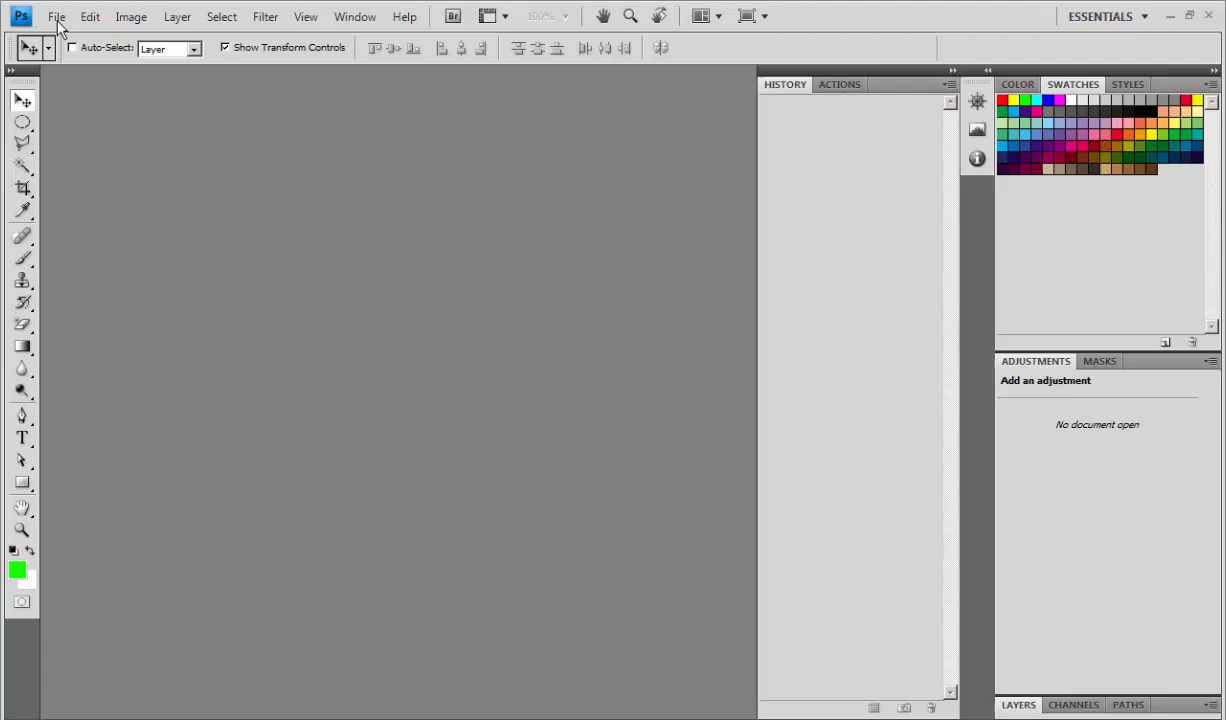 Ps File Edit Image Layer Select Filter View Window Help Br 100% ESSENTIALS
Auto-Select: Layer Show Transform Controls
HISTORY ACTIONS
COLOR SWATCHES STYLES
ADJUSTMENTS MASKS
Add an adjustment
No document open
LAYERS CHANNELS PATHS